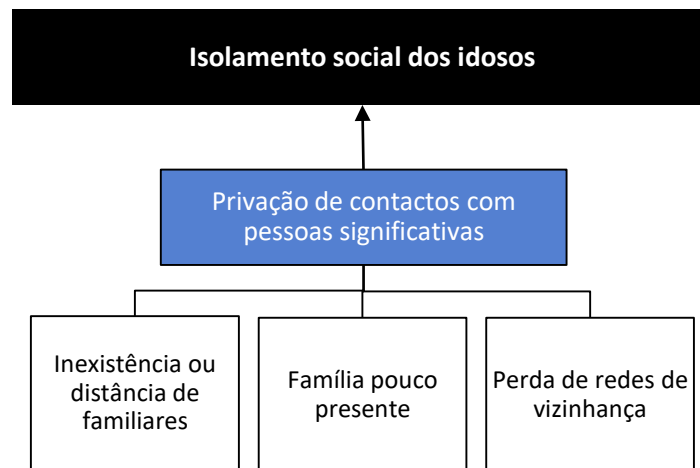 Isolamento social dos idosos
Privação de contactos com
pessoas significativas
Inexistência ou
distância de
familiares
Família pouco
presente
Perda de redes de
vizinhança